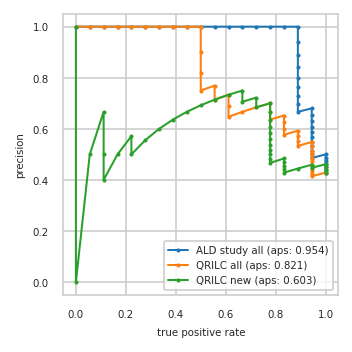 1.0
0.8
0.6
0.4
0.2
0.0
precision
ALD study all (aps: 0.954)
QRILC all (aps: 0.821)
QRILC new (aps: 0.603)
0.0 0.2 0.4 0.6 0.8 1.0
true positive rate